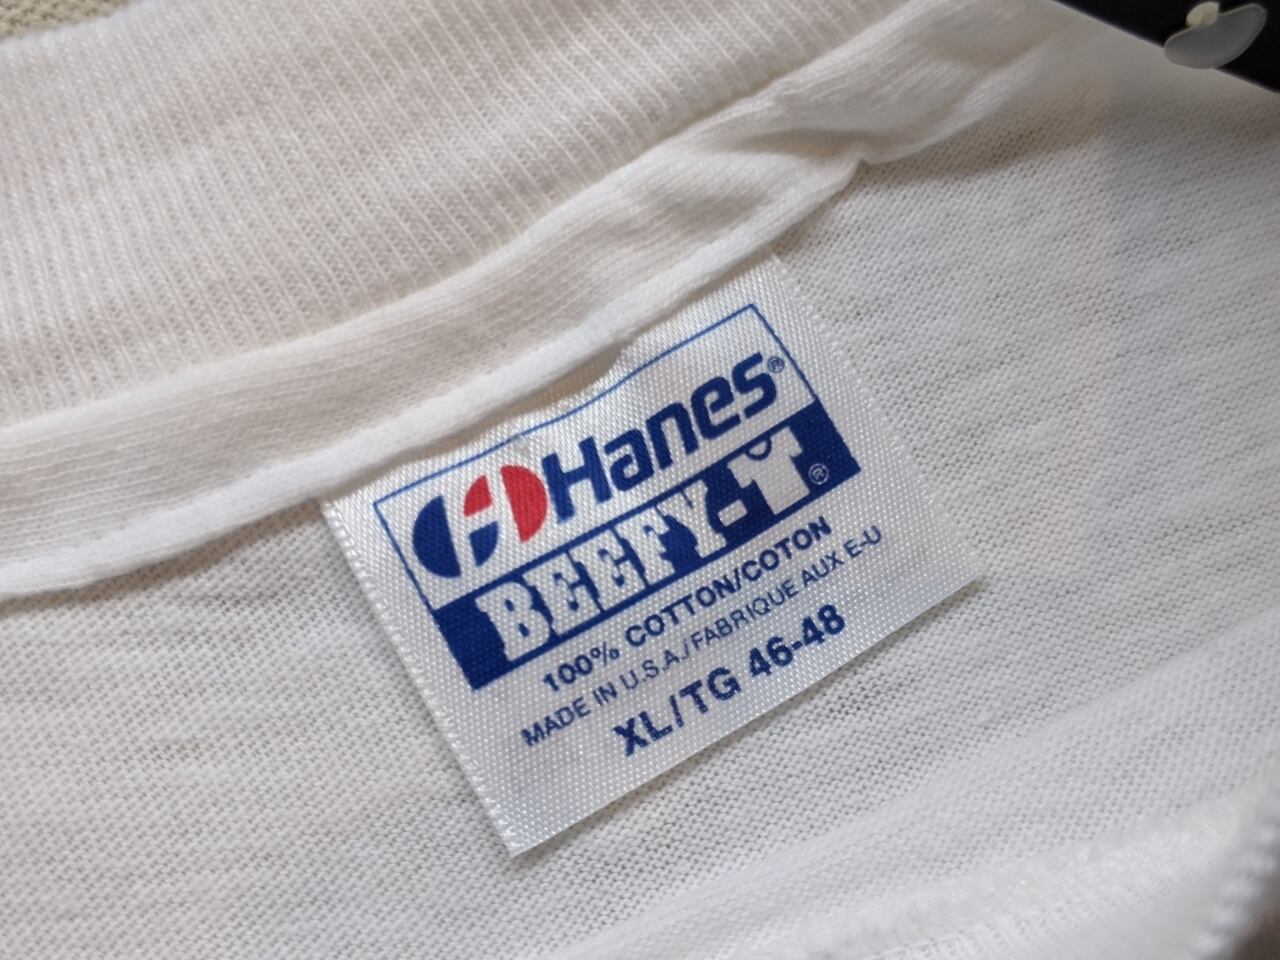 Hanes®
BEEFY-T®
100% COTTON/COTON
MADE IN U.S.A./FABRIQUE AUX E-U
XL/TG 46-48